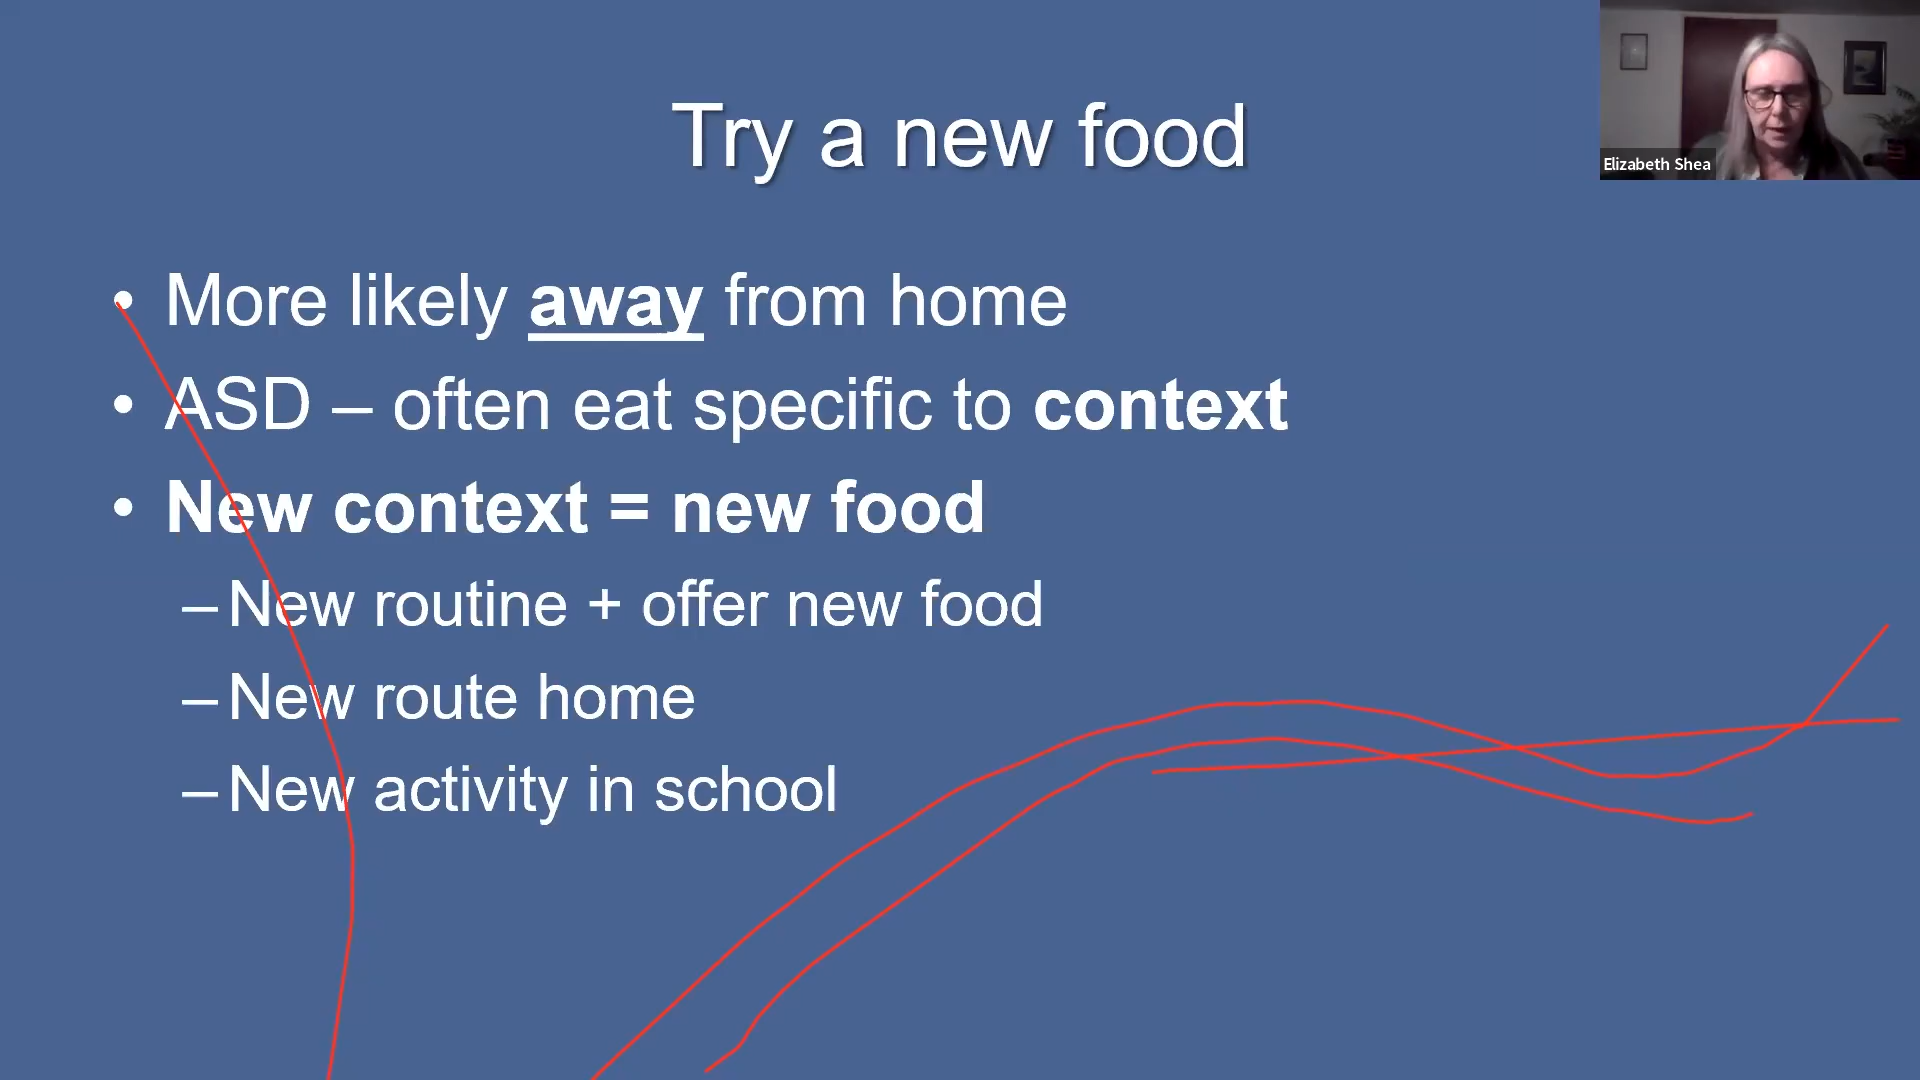 Try a new food
Elizabeth Shea
• More likely away from home
• ASD – often eat specific to context
• New context = new food
– New routine + offer new food
– New route home
– New activity in school